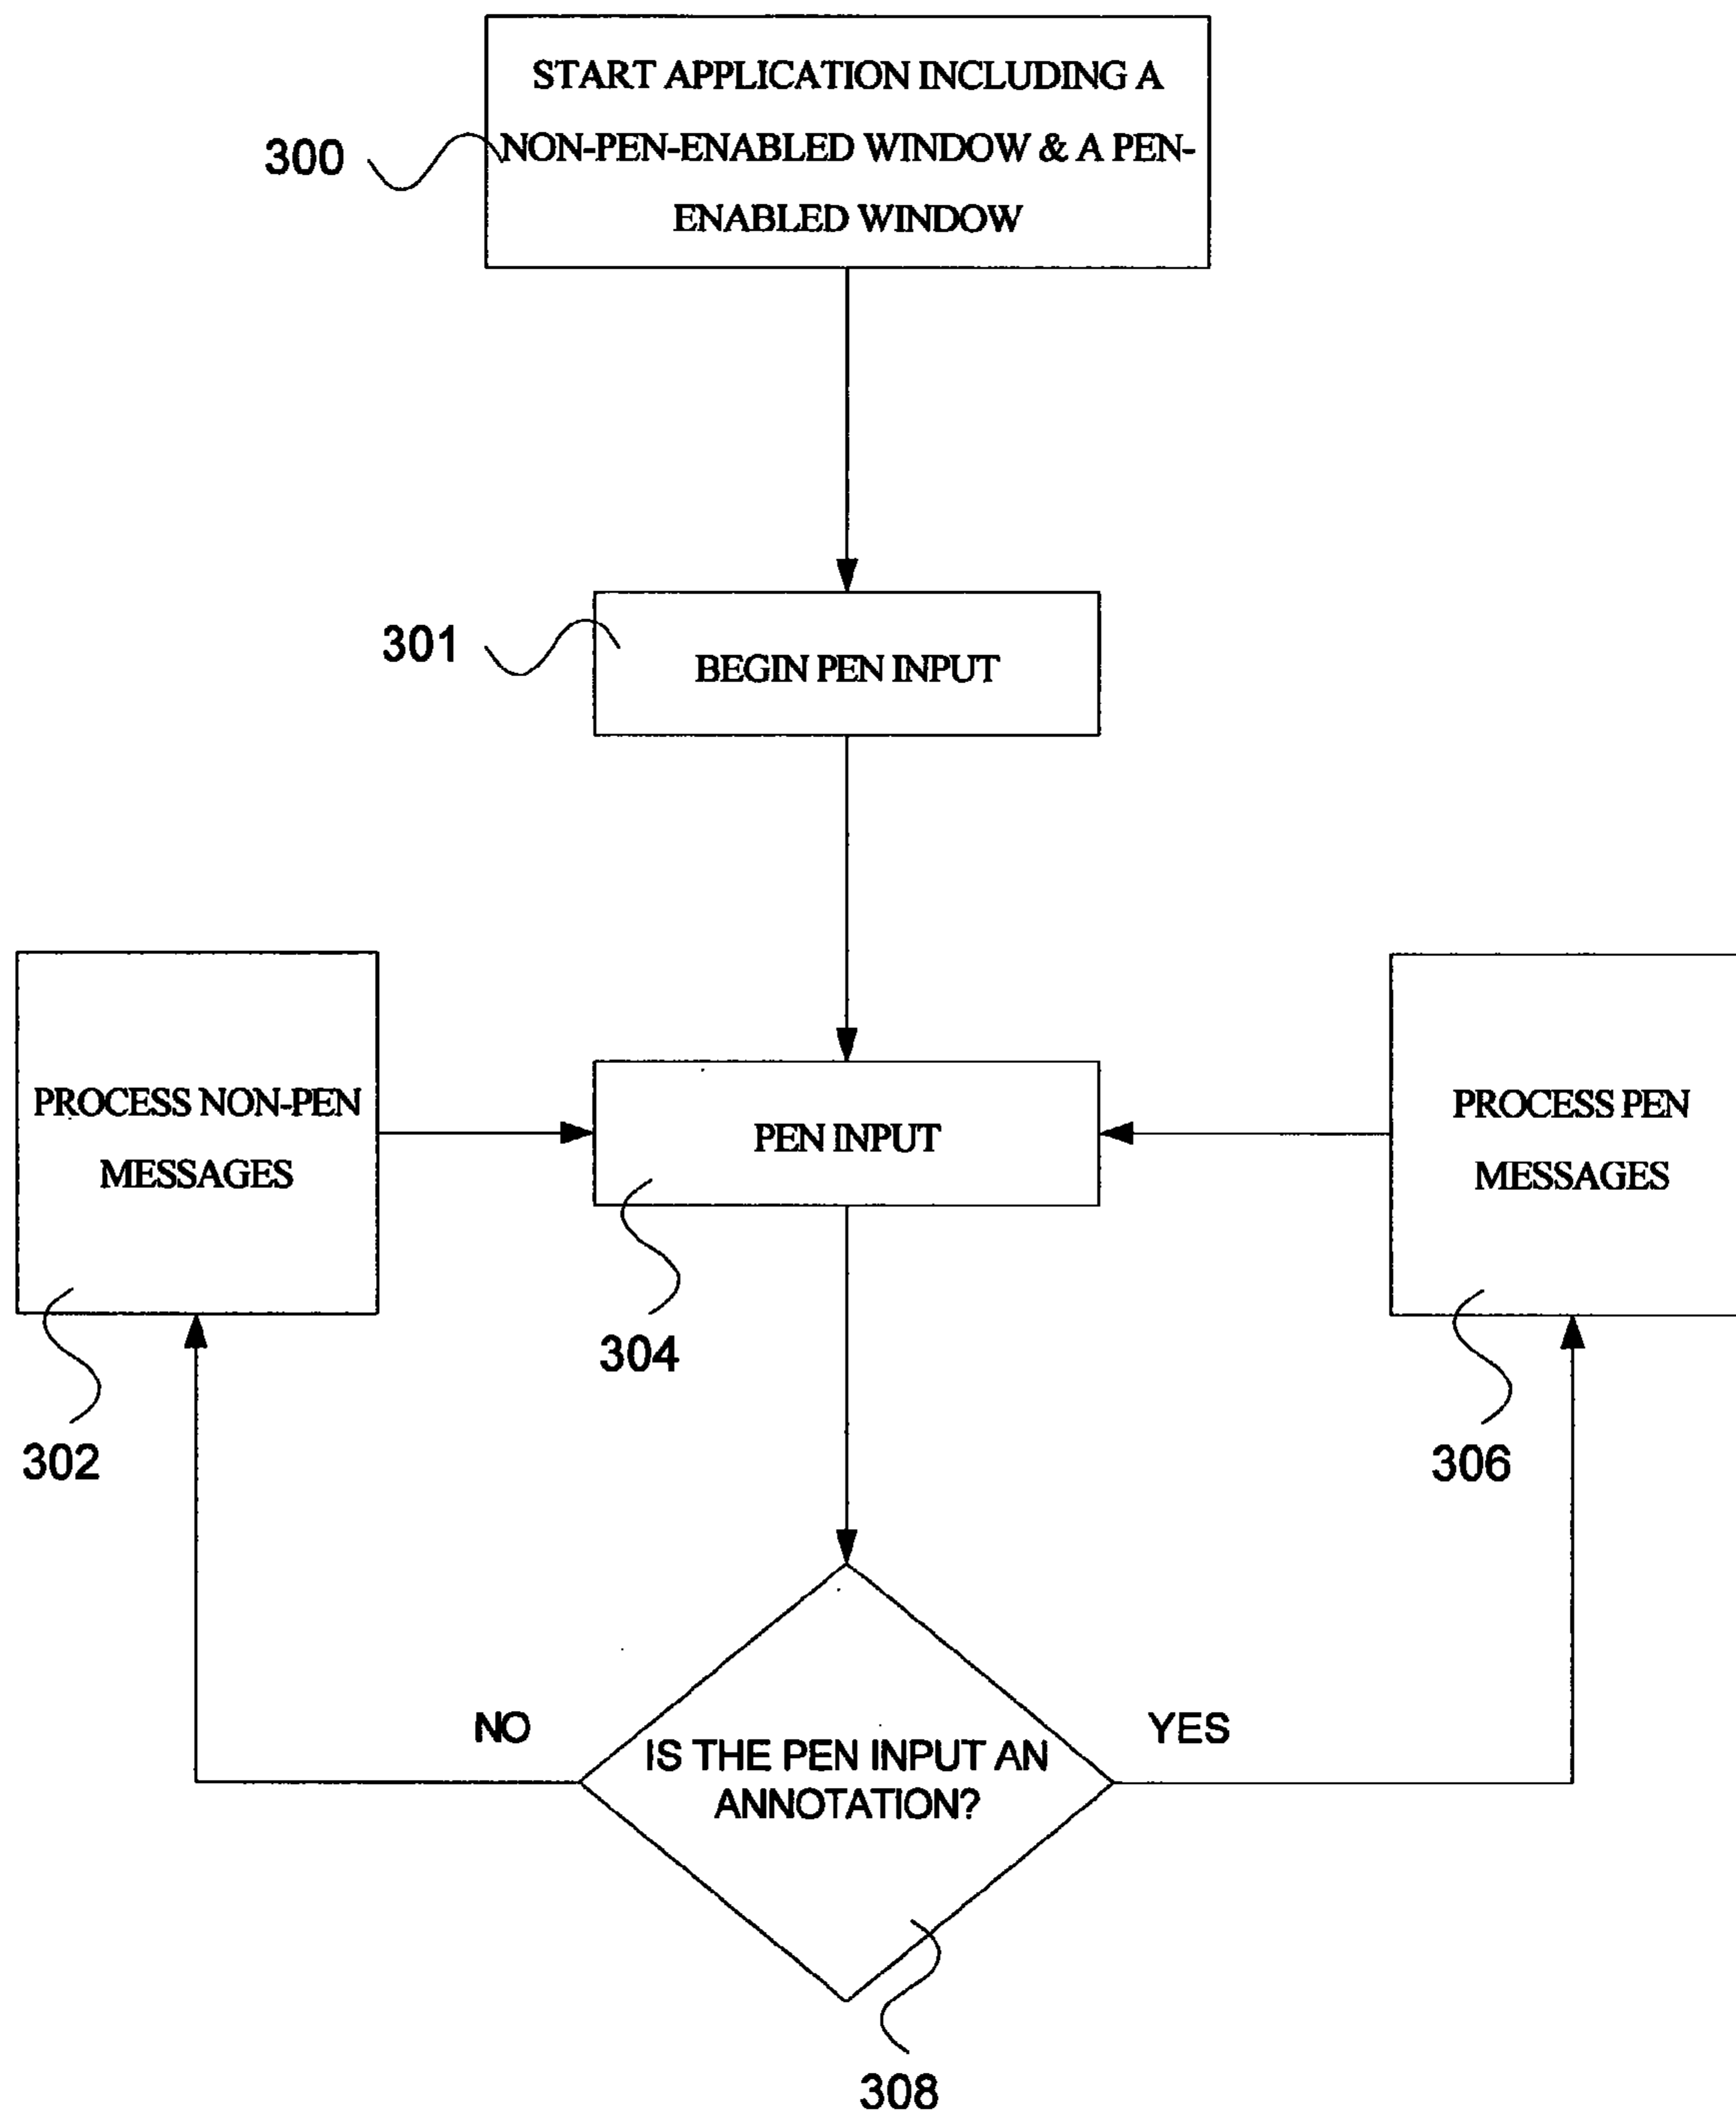 START APPLICATION INCLUDING A
NON-PEN-ENABLED WINDOW & A PEN-
ENABLED WINDOW
300
301
BEGIN PEN INPUT
PROCESS NON-PEN
MESSAGES
PEN INPUT
PROCESS PEN
MESSAGES
304
302
306
NO
YES
IS THE PEN INPUT AN
ANNOTATION?
308